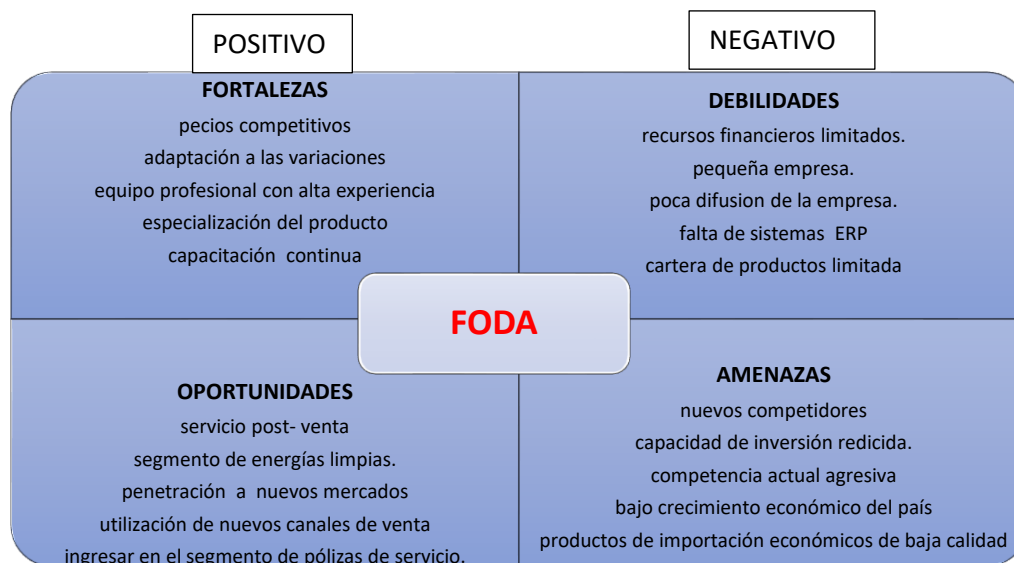 POSITIVO
NEGATIVO
FORTALEZAS
pecios competitivos
adaptación a las variaciones
equipo profesional con alta experiencia
especialización del producto
capacitación continua
DEBILIDADES
recursos financieros limitados.
pequeña empresa.
poca difusion de la empresa.
falta de sistemas ERP
cartera de productos limitada
FODA
OPORTUNIDADES
servicio post- venta
segmento de energías limpias.
penetración a nuevos mercados
utilización de nuevos canales de venta
ingresar en el segmento de pólizas de servicio.
AMENAZAS
nuevos competidores
capacidad de inversión redicida.
competencia actual agresiva
bajo crecimiento económico del país
productos de importación económicos de baja calidad